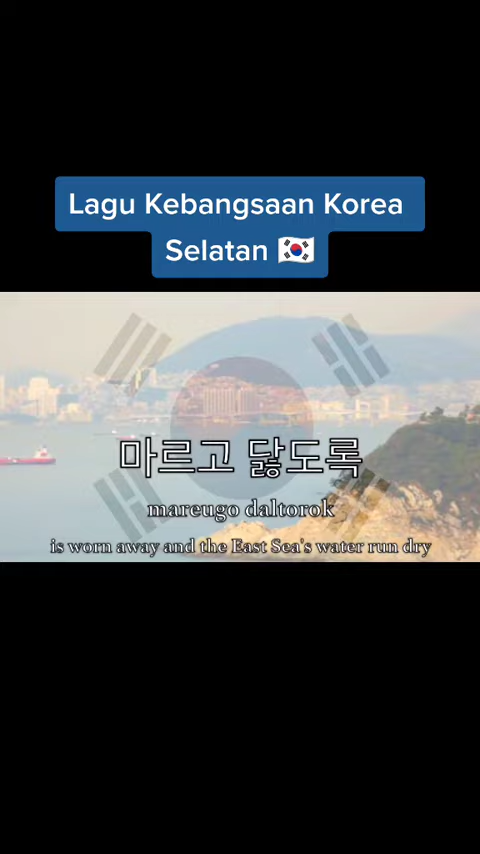 Lagu Kebangsaan Korea
Selatan 🇰🇷
마르고 닳도록
mareugo daltorok
is worn away and the East Sea's water run dry